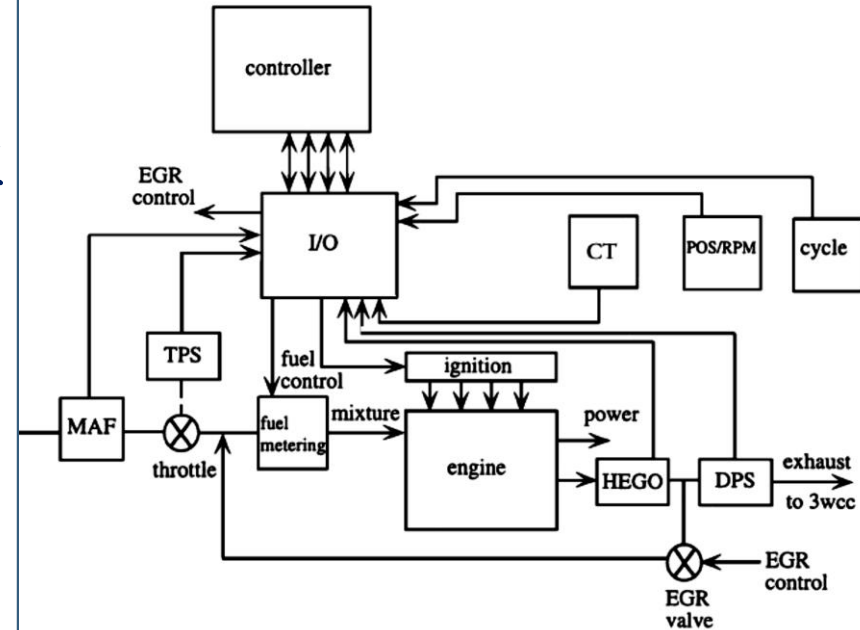 controller
EGR
control
I/O
CT
POS/RPM
cycle
TPS
fuel
control
ignition
MAF
throttle
fuel
metering
mixture
engine
power
HEGO
DPS
exhaust
to 3wcc
EGR
valve
EGR
control